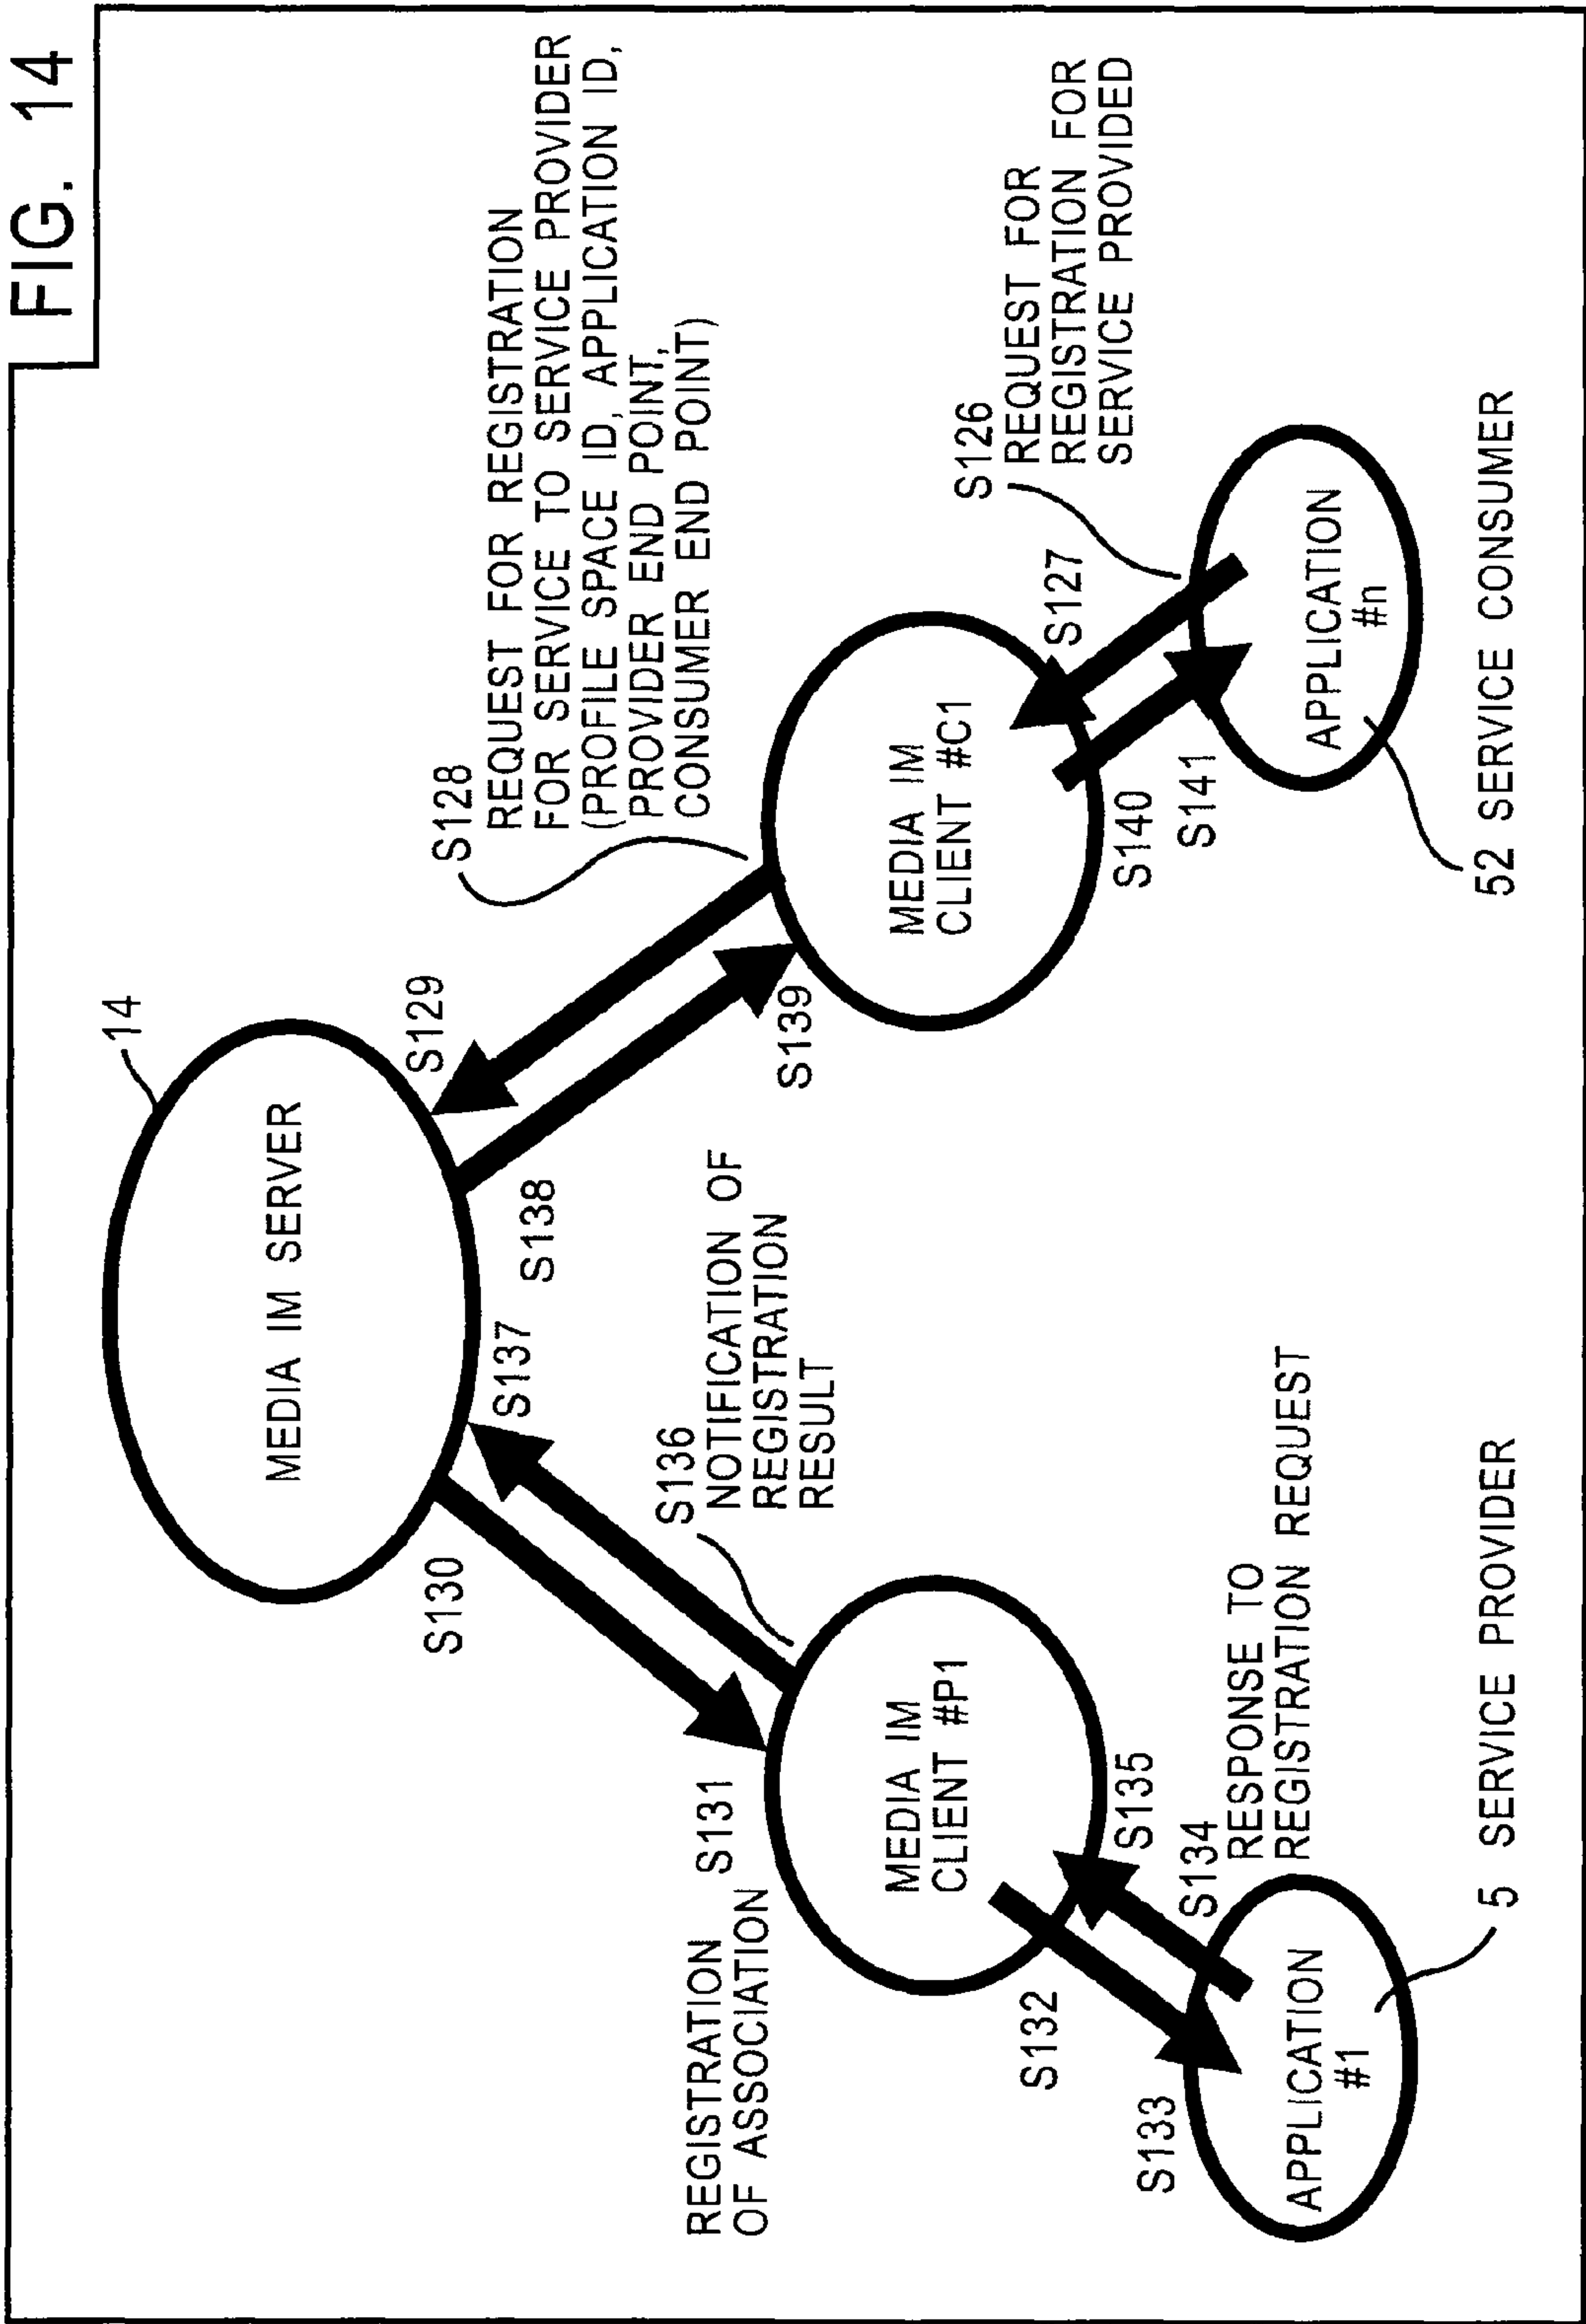 FIG. 14
14
MEDIA IM SERVER
S128
REQUEST FOR REGISTRATION
FOR SERVICE TO SERVICE PROVIDER
(PROFILE SPACE ID, APPLICATION ID,
PROVIDER END POINT,
CONSUMER END POINT)
S129
S130
S137
S138
S139
S136
NOTIFICATION OF
REGISTRATION
RESULT
REGISTRATION
OF ASSOCIATION
S131
MEDIA IM
CLIENT #P1
MEDIA IM
CLIENT #C1
S126
REQUEST FOR
REGISTRATION FOR
SERVICE PROVIDED
S127
S140
S141
S132
S133
S135
S134
RESPONSE TO
REGISTRATION REQUEST
APPLICATION
#1
APPLICATION
#n
5 SERVICE PROVIDER
52 SERVICE CONSUMER